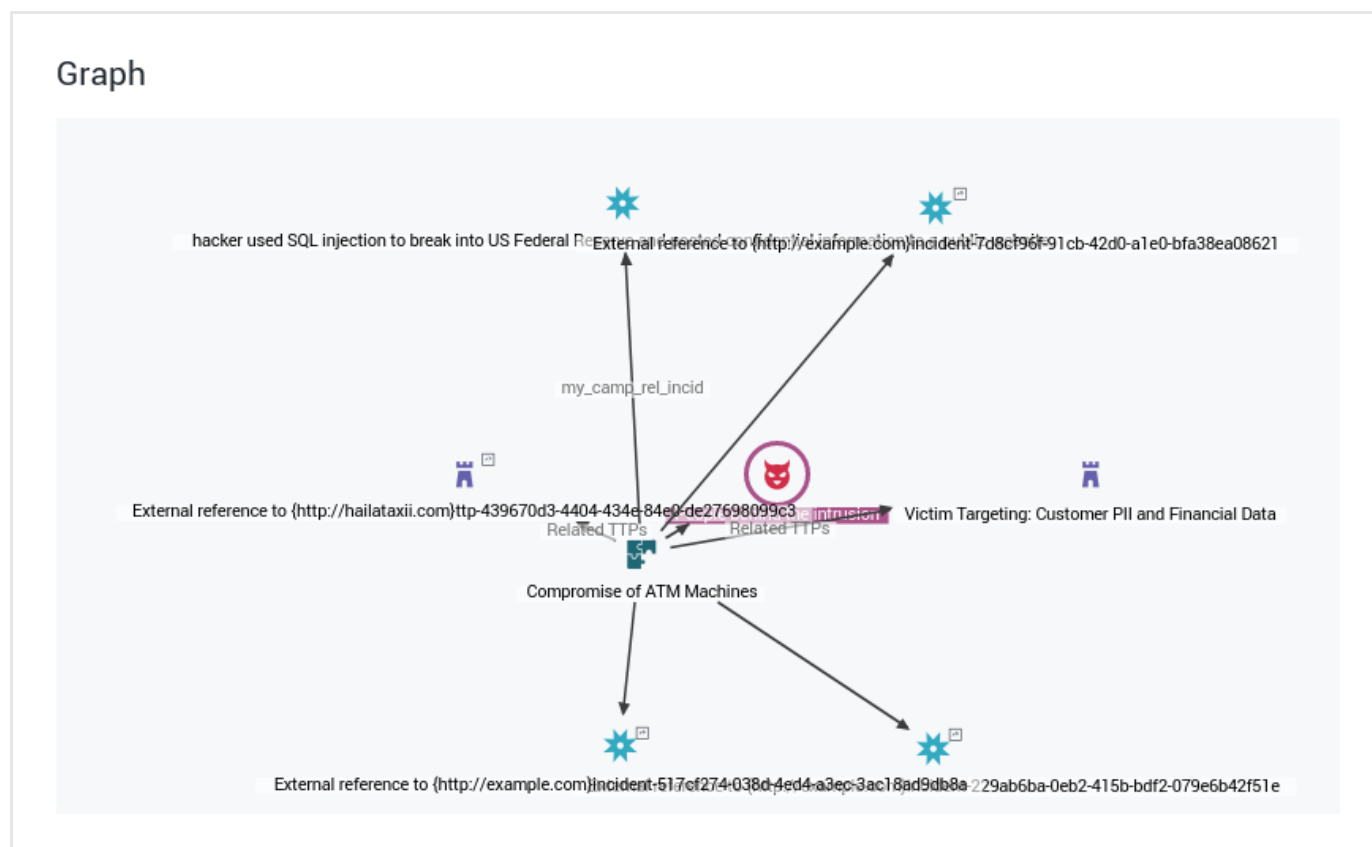 Graph
hacker used SQL injection to break into US Federal
External reference to {http://example.com}incident-7d8cf96f-91cb-42d0-a1e0-bfa38ea08621
my_camp_rel_incid
External reference to {http://hailataxii.com}ttp-439670d3-4404-434e-84e0-de27698099c3
the intrusion
Victim Targeting: Customer PII and Financial Data
Related TTPs
Related TTPs
Compromise of ATM Machines
External reference to {http://example.com}incident-517cf274-038d-4ed4-a3ec-3ac18ad9db8a
229ab6ba-0eb2-415b-bdf2-079e6b42f51e